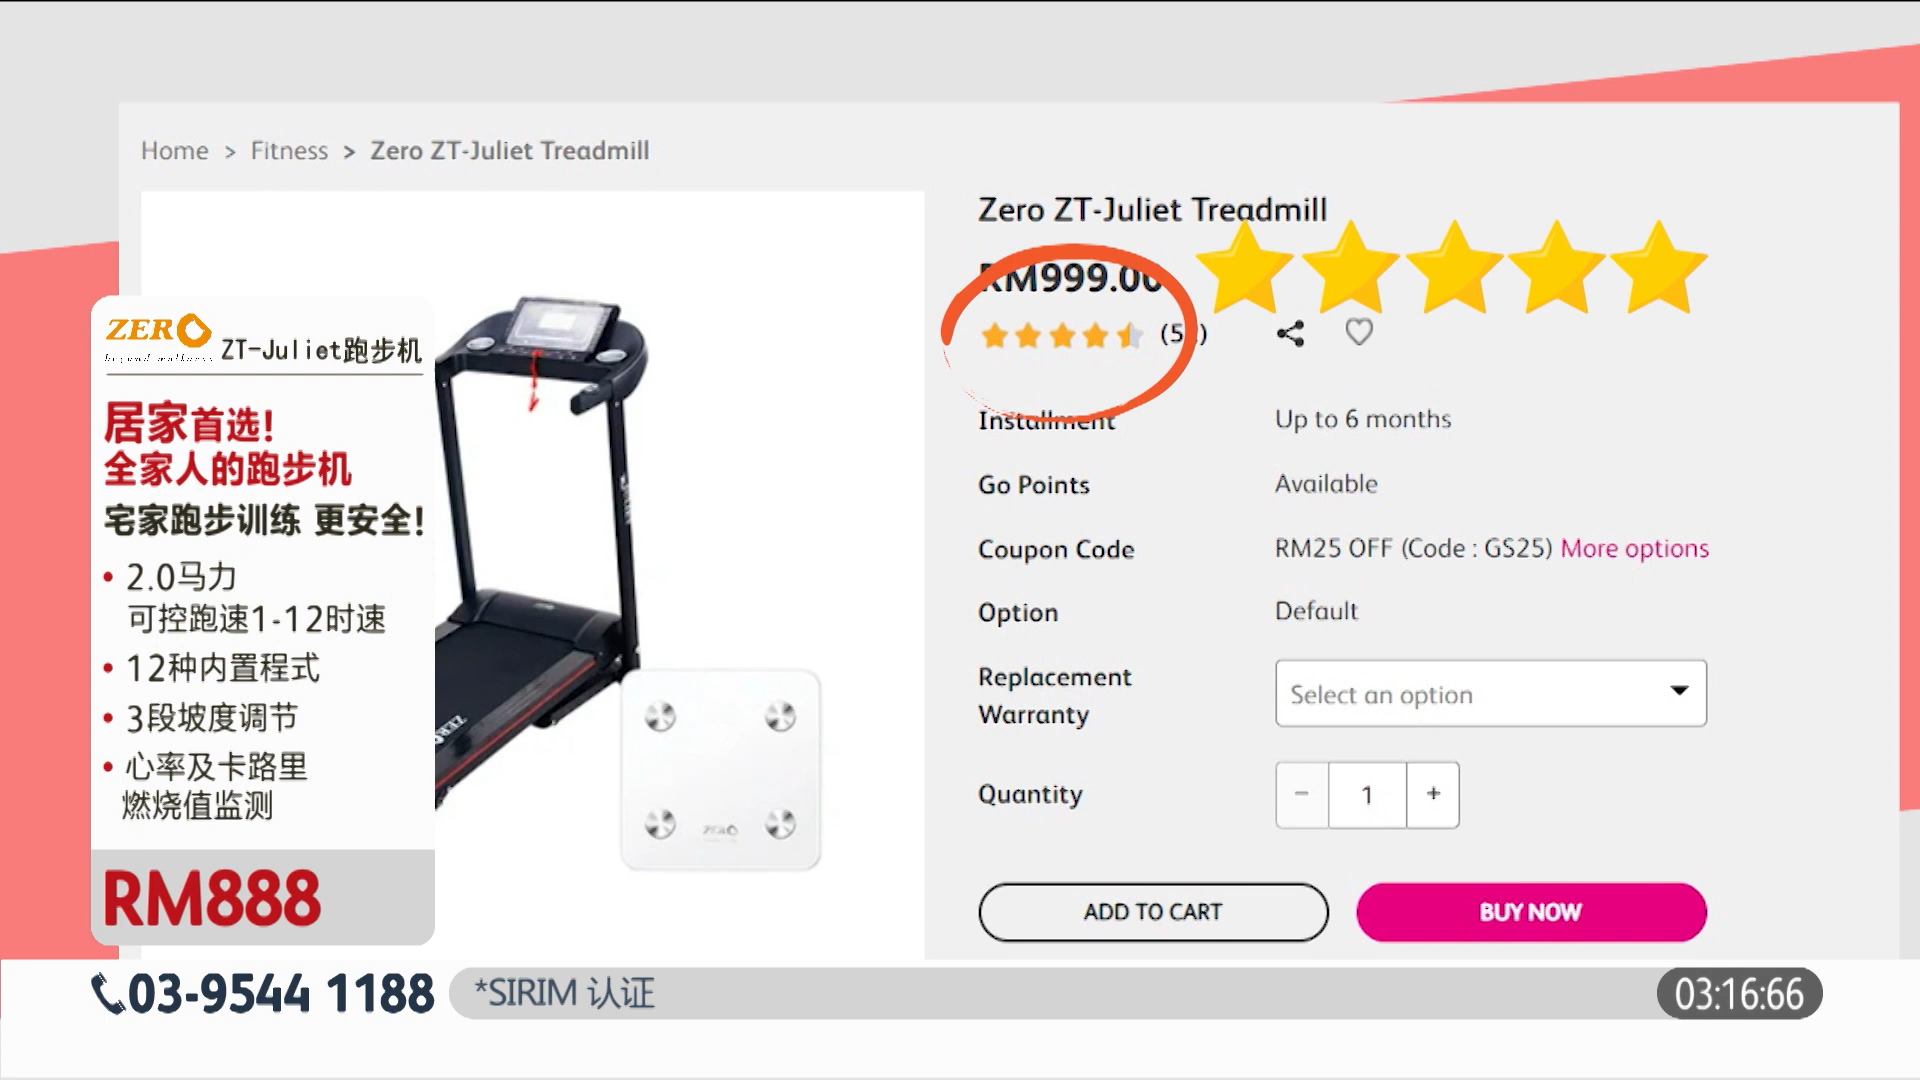 Home > Fitness > Zero ZT-Juliet Treadmill
Zero ZT-Juliet Treadmill
RM999.00
Installment
Up to 6 months
Go Points
Available
Coupon Code
RM25 OFF (Code : GS25) More options
Option
Default
Replacement
Warranty
Select an option
Quantity
− 1 +
ADD TO CART
BUY NOW
ZERO
ZT-Juliet跑步机
居家首选!
全家人的跑步机
宅家跑步训练 更安全!
• 2.0马力
可控跑速1-12时速
• 12种内置程式
• 3段坡度调节
• 心率及卡路里
燃烧值监测
RM888
ZERO
03-9544 1188
*SIRIM 认证
03:16:66